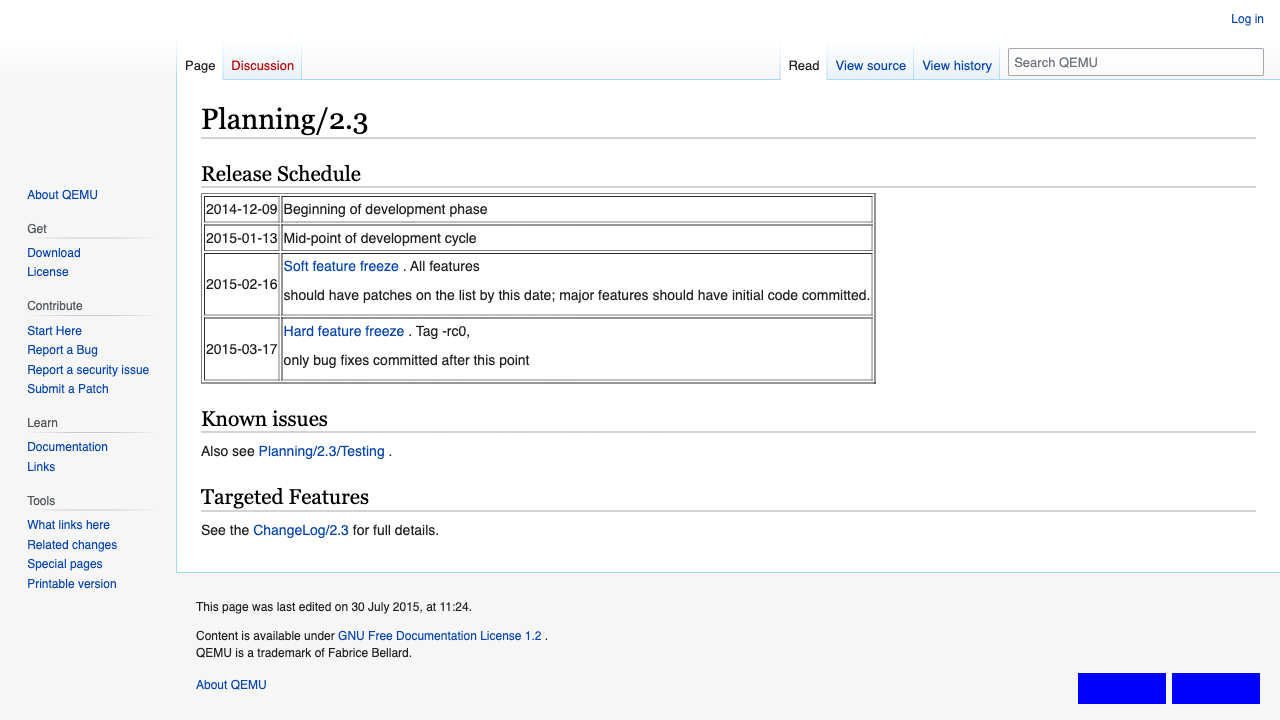 Log in
Page
Discussion
Read
View source
View history
Search QEMU
Planning/2.3
Release Schedule
2014-12-09 Beginning of development phase
2015-01-13 Mid-point of development cycle
2015-02-16 Soft feature freeze . All features
should have patches on the list by this date; major features should have initial code committed.
2015-03-17 Hard feature freeze . Tag -rc0,
only bug fixes committed after this point
Known issues
Also see Planning/2.3/Testing .
Targeted Features
See the ChangeLog/2.3 for full details.
About QEMU
Get
Download
License
Contribute
Start Here
Report a Bug
Report a security issue
Submit a Patch
Learn
Documentation
Links
Tools
What links here
Related changes
Special pages
Printable version
This page was last edited on 30 July 2015, at 11:24.
Content is available under GNU Free Documentation License 1.2 .
QEMU is a trademark of Fabrice Bellard.
About QEMU